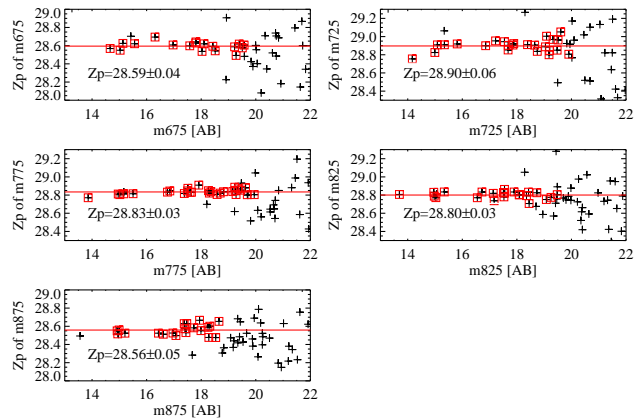 Zp of m675
29.0
28.8
28.6
28.4
28.2
28.0
Zp=28.59±0.04
14 16 18 20 22
m675 [AB]
Zp of m725
29.2
29.0
28.8
28.6
28.4
Zp=28.90±0.06
14 16 18 20 22
m725 [AB]
Zp of m775
29.2
29.0
28.8
28.6
28.4
Zp=28.83±0.03
14 16 18 20 22
m775 [AB]
Zp of m825
29.2
29.0
28.8
28.6
28.4
Zp=28.80±0.03
14 16 18 20 22
m825 [AB]
Zp of m875
29.0
28.8
28.6
28.4
28.2
28.0
Zp=28.56±0.05
14 16 18 20 22
m875 [AB]